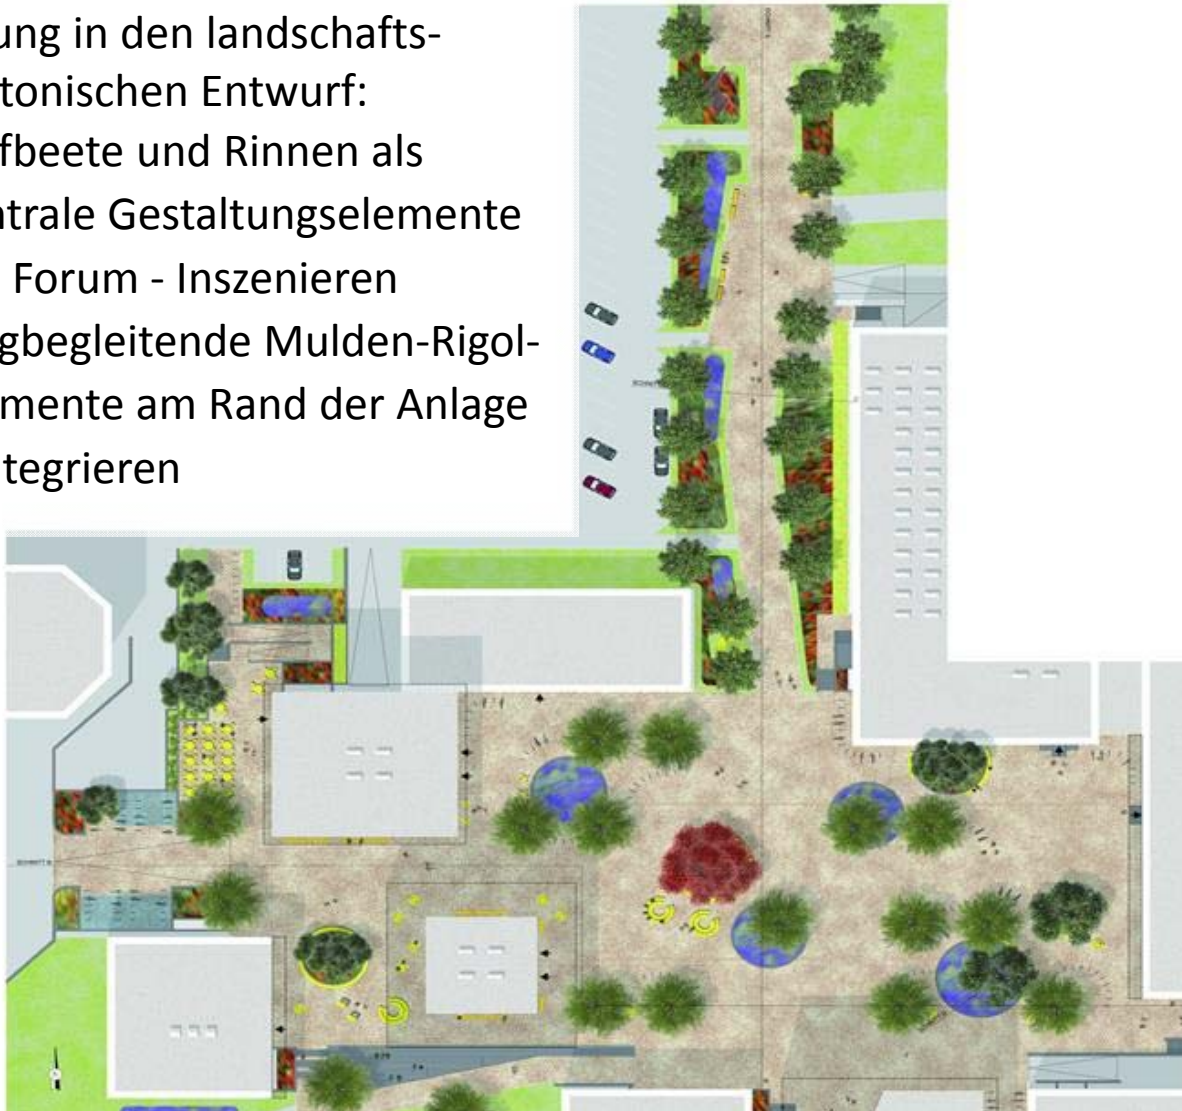 ung in den landschafts-
tonischen Entwurf:
fbeete und Rinnen als
ntrale Gestaltungselemente
Forum - Inszenieren
gbegleitende Mulden-Rigol-
mente am Rand der Anlage
tegrieren